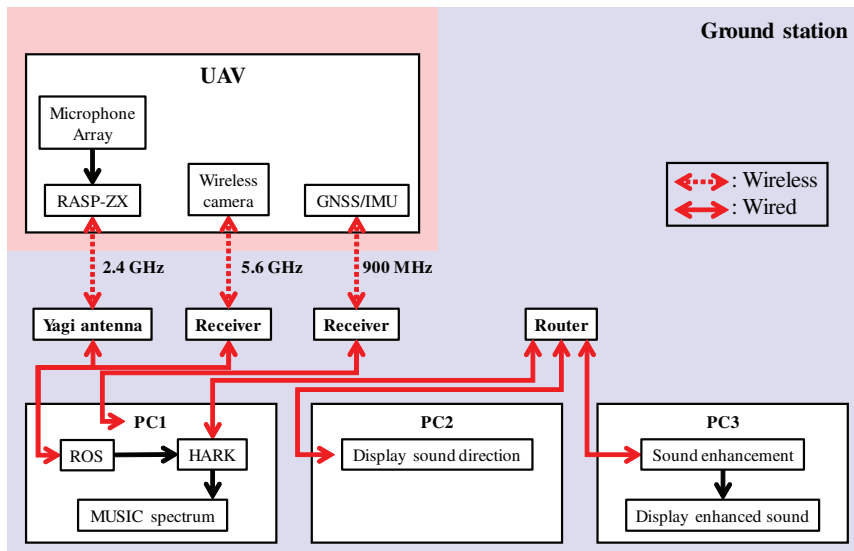 Ground station
UAV
Microphone
Array
RASP-ZX
Wireless
camera
GNSS/IMU
: Wireless
: Wired
2.4 GHz
5.6 GHz
900 MHz
Yagi antenna
Receiver
Receiver
Router
PC1
ROS
HARK
MUSIC spectrum
PC2
Display sound direction
PC3
Sound enhancement
Display enhanced sound